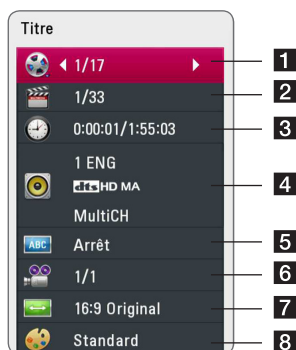 Titre
1/17 1
1/33 2
0:00:01/1:55:03 3
1 ENG
dts HD MA 4
MultiCH
ABC Arrêt 5
1/1 6
16:9 Original 7
Standard 8